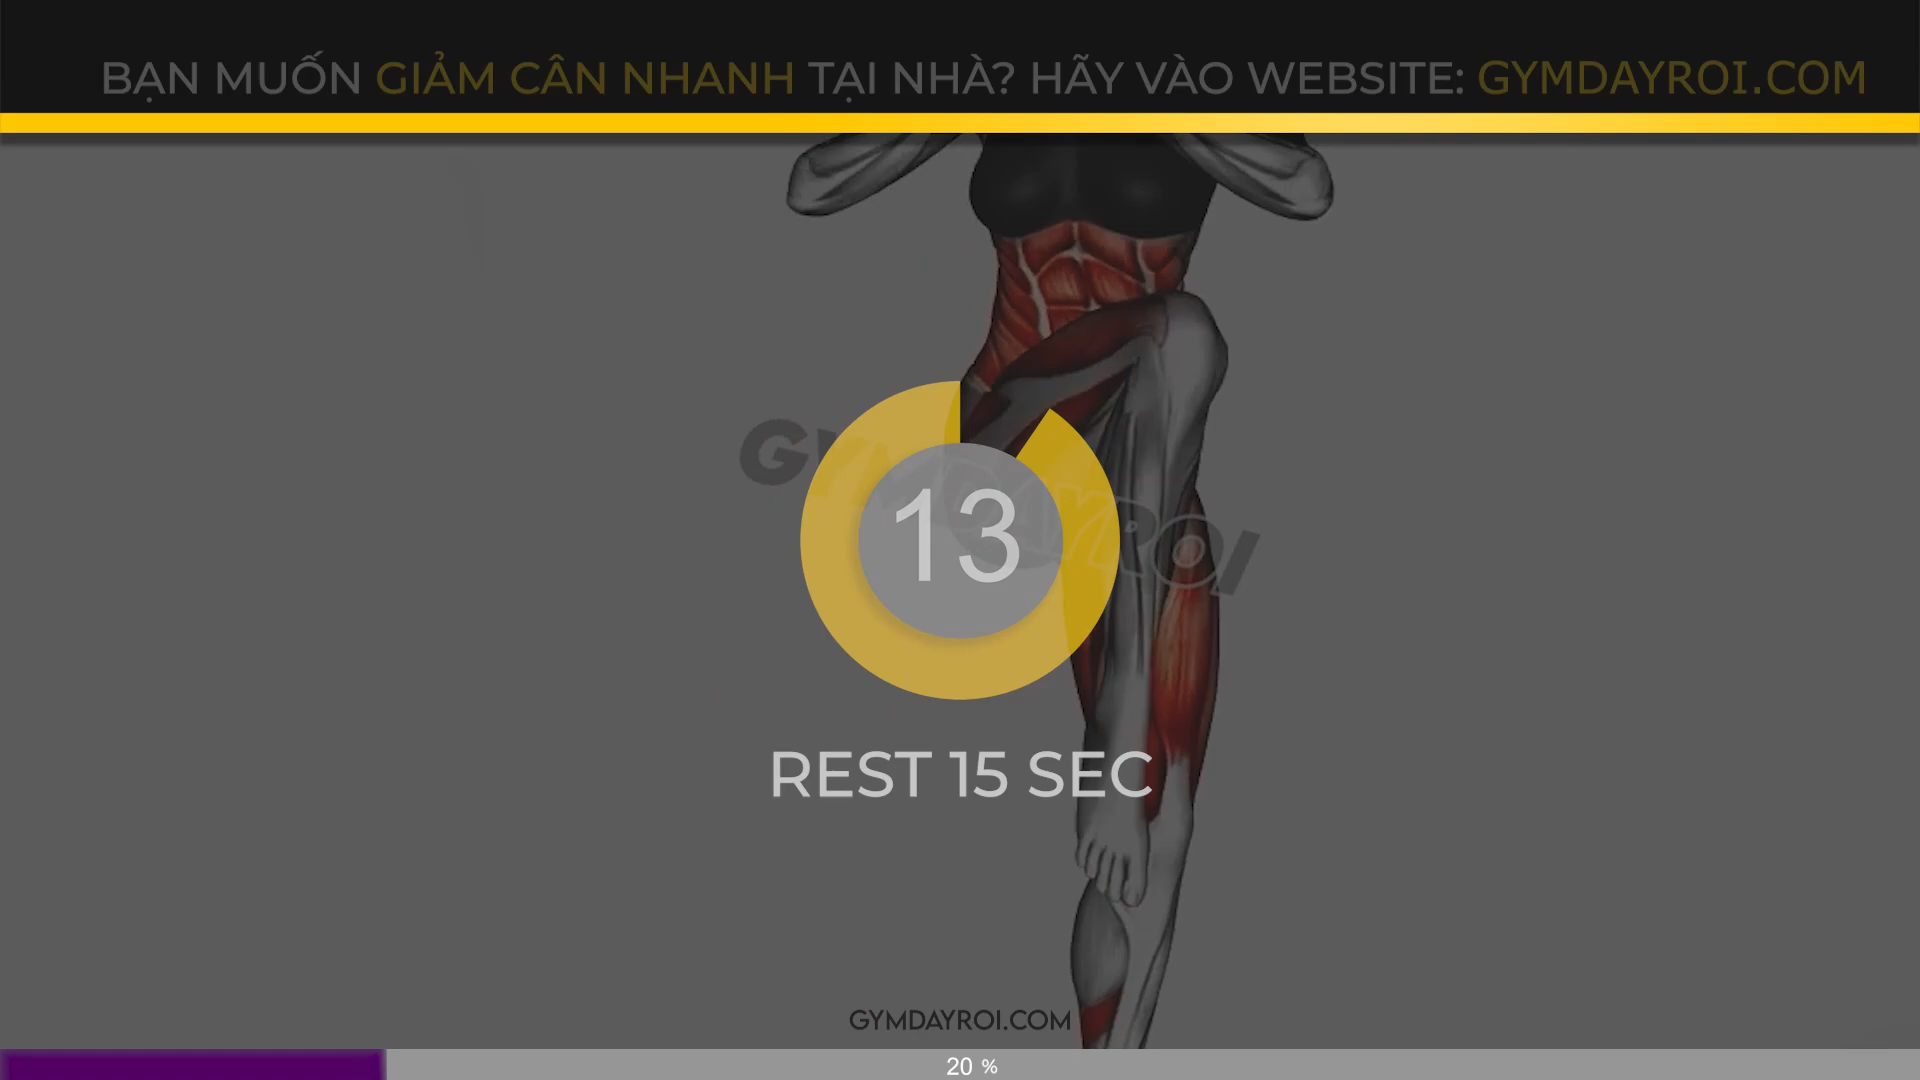 BẠN MUỐN GIẢM CÂN NHANH TẠI NHÀ? HÃY VÀO WEBSITE: GYMDAYROI.COM
GYMDAYROI
13
REST 15 SEC
GYMDAYROI.COM
20 %